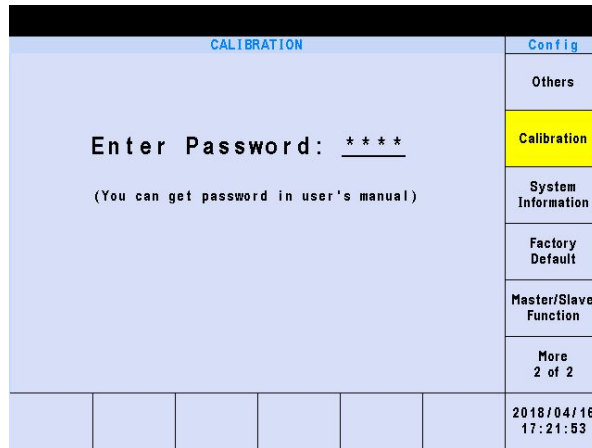 CALIBRATION
Config
Others
Enter Password: ****
Calibration
(You can get password in user's manual)
System
Information
Factory
Default
Master/Slave
Function
More
2 of 2
2018/04/16
17:21:53